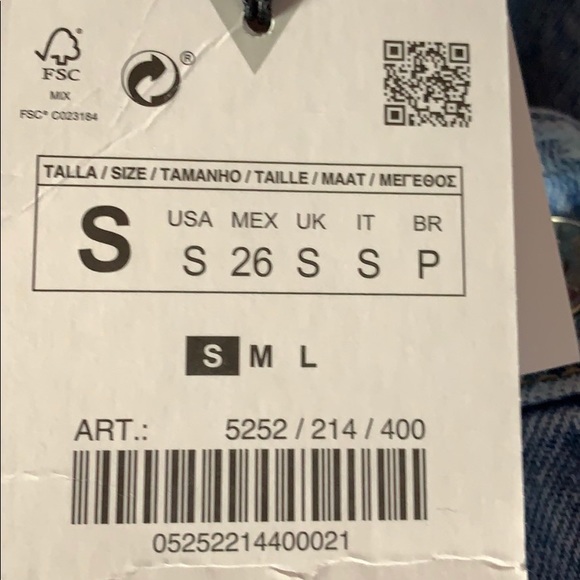 FSC
MIX
FSC® C023184
®
TALLA / SIZE / TAMANHO / TAILLE / MAAT / ΜΕΓΕΘΟΣ
USA MEX UK IT BR
S S 26 S S P
S M L
ART.: 5252 / 214 / 400
05252214400021